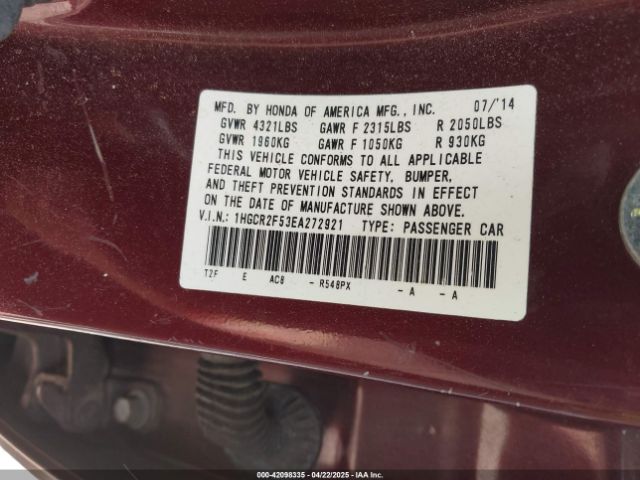 MFD. BY HONDA OF AMERICA MFG., INC. 07/'14
GVWR 4321LBS GAWR F 2315LBS R 2050LBS
GVWR 1960KG GAWR F 1050KG R 930KG
THIS VEHICLE CONFORMS TO ALL APPLICABLE
FEDERAL MOTOR VEHICLE SAFETY, BUMPER,
AND THEFT PREVENTION STANDARDS IN EFFECT
ON THE DATE OF MANUFACTURE SHOWN ABOVE.
V.I.N.: 1HGCR2F53EA272921 TYPE: PASSENGER CAR
T2F E AC8 - R548PX - A - A
000-42098335 - 04/22/2025 - IAA Inc.